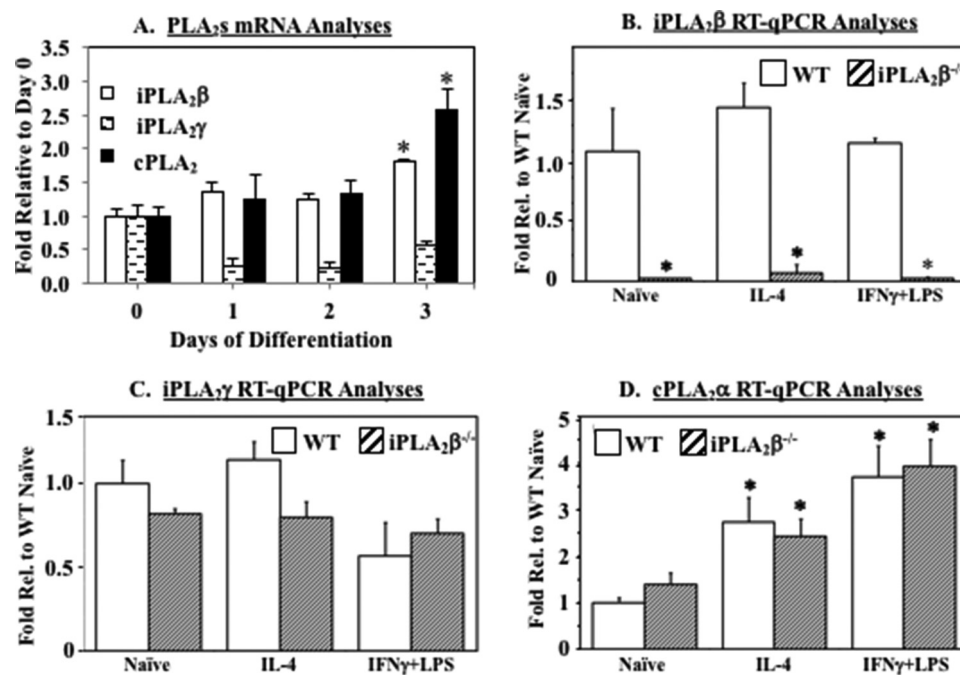 A. PLA₂s mRNA Analyses
Fold Relative to Day 0
3.5
3.0
2.5
2.0
1.5
1.0
0.5
0.0
iPLA₂β
iPLA₂γ
cPLA₂
*
*
0 1 2 3
Days of Differentiation
B. iPLA₂β RT-qPCR Analyses
Fold Rel. to WT Naïve
WT iPLA₂β⁻/⁻
1.5
1.0
0.5
0
* * *
Naïve IL-4 IFNγ+LPS
C. iPLA₂γ RT-qPCR Analyses
Fold Rel. to WT Naïve
WT iPLA₂β⁻/⁻
1.5
1.0
0.5
0
Naïve IL-4 IFNγ+LPS
D. cPLA₂α RT-qPCR Analyses
Fold Rel. to WT Naïve
WT iPLA₂β⁻/⁻
5
4
3
2
1
0
* * * *
Naïve IL-4 IFNγ+LPS